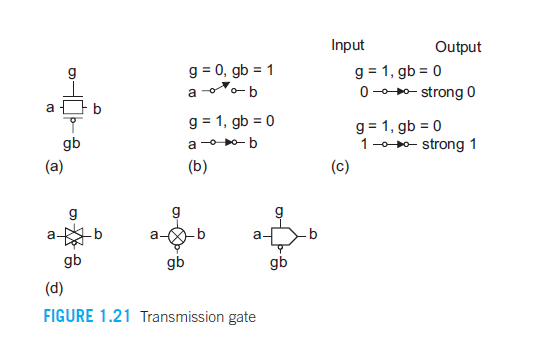 g
a b
gb
(a)
g = 0, gb = 1
a b
g = 1, gb = 0
a b
(b)
Input Output
g = 1, gb = 0
0 strong 0
g = 1, gb = 0
1 strong 1
(c)
g
a b
gb
g
a b
gb
g
a b
gb
(d)
FIGURE 1.21 Transmission gate